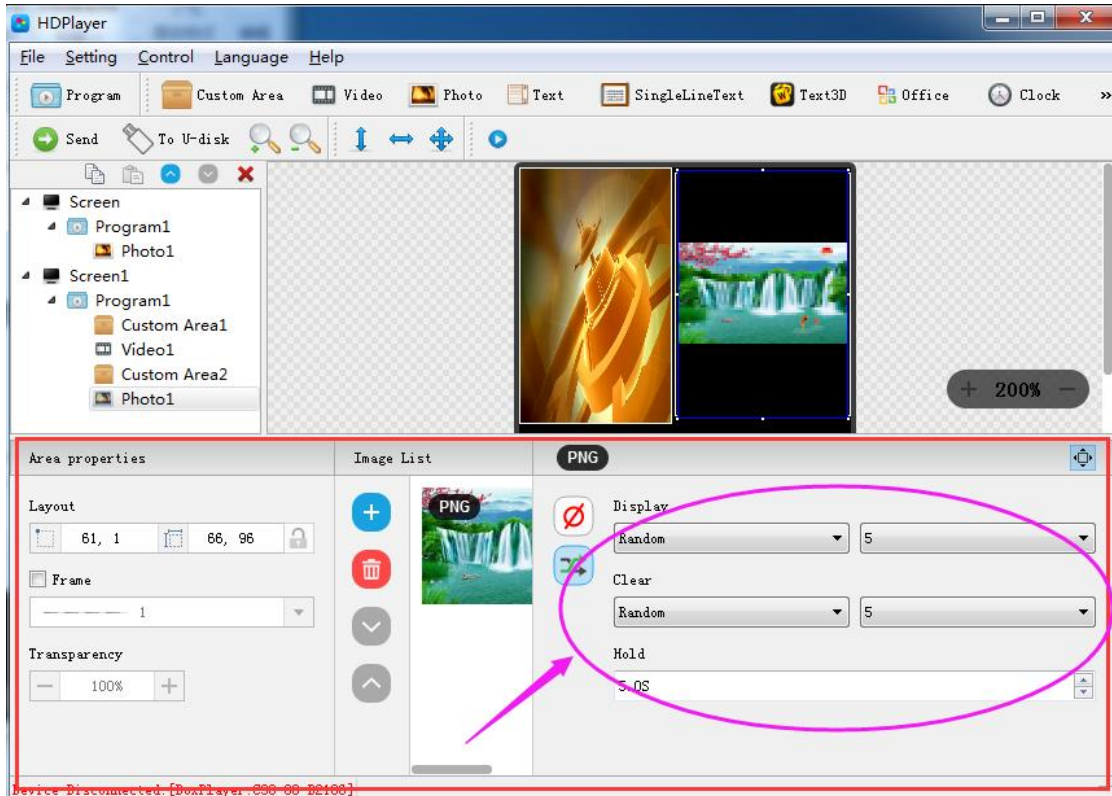 HDPlayer
File Setting Control Language Help
Program Custom Area Video Photo Text SingleLineText Text3D Office Clock »
Send To U-disk
Screen
Program1
Photo1
Screen1
Program1
Custom Area1
Video1
Custom Area2
Photo1
+ 200% −
Area properties Image List PNG
Layout PNG Display
61, 1 66, 96 Random 5
Frame Clear
1 Random 5
Transparency Hold
— 100% + 5.0S
Device Disconnected